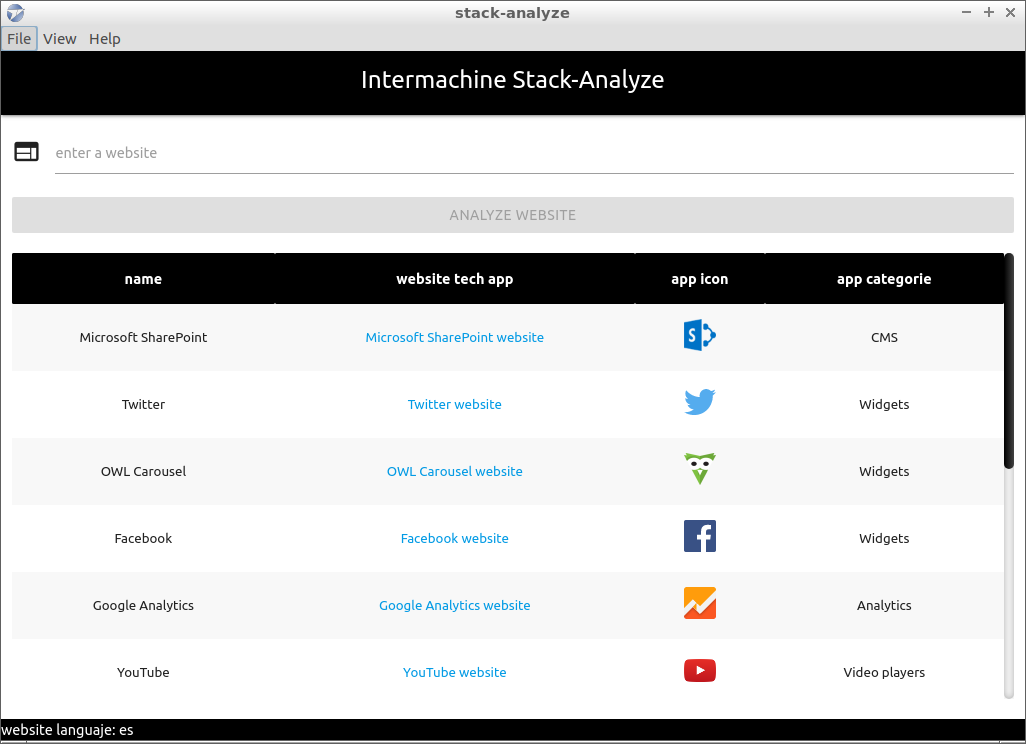 stack-analyze
File View Help
Intermachine Stack-Analyze
enter a website
ANALYZE WEBSITE
name website tech app app icon app categorie
Microsoft SharePoint Microsoft SharePoint website S CMS
Twitter Twitter website Widgets
OWL Carousel OWL Carousel website Widgets
Facebook Facebook website f Widgets
Google Analytics Google Analytics website Analytics
YouTube YouTube website Video players
website languaje: es